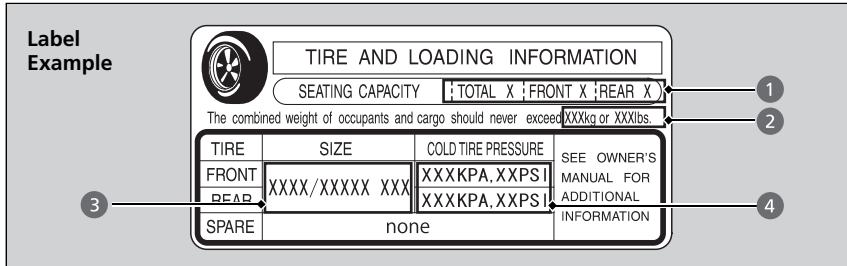 Label
Example
TIRE AND LOADING INFORMATION
SEATING CAPACITY TOTAL X FRONT X REAR X
1
The combined weight of occupants and cargo should never exceed XXXkg or XXXlbs.
2
TIRE SIZE COLD TIRE PRESSURE
SEE OWNER'S
MANUAL FOR
ADDITIONAL
INFORMATION
FRONT XXXX/XXXXX XXX XXXKPA,XXPSI
REAR XXXKPA,XXPSI
3
4
SPARE none